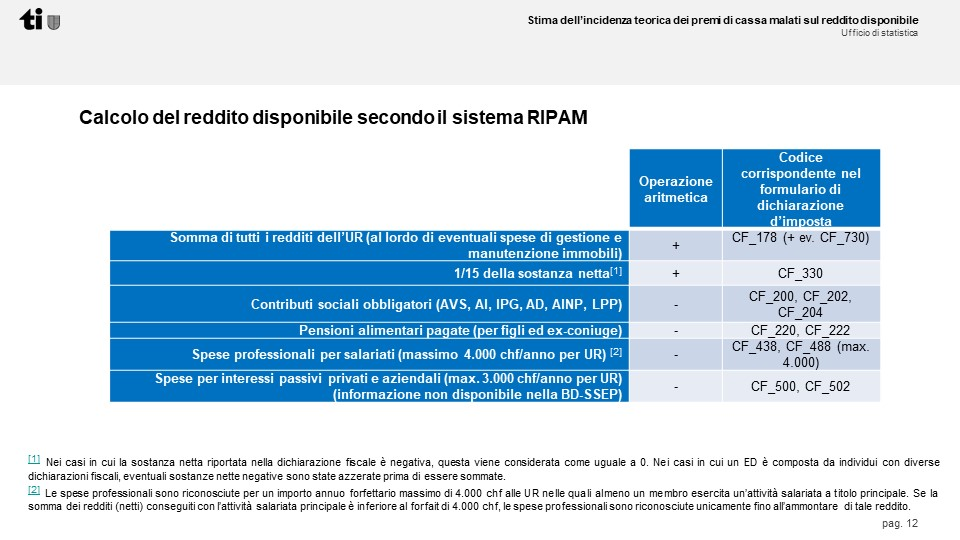 ti
Stima dell'incidenza teorica dei premi di cassa malati sul reddito disponibile
Ufficio di statistica
Calcolo del reddito disponibile secondo il sistema RIPAM
Operazione
aritmetica
Codice
corrispondente nel
formulario di
dichiarazione
d'imposta
Somma di tutti i redditi dell'UR (al lordo di eventuali spese di gestione e
manutenzione immobili)
+
CF_178 (+ ev. CF_730)
1/15 della sostanza netta[1]
+
CF_330
Contributi sociali obbligatori (AVS, AI, IPG, AD, AINP, LPP)
-
CF_200, CF_202,
CF_204
Pensioni alimentari pagate (per figli ed ex-coniuge)
-
CF_220, CF_222
Spese professionali per salariati (massimo 4.000 chf/anno per UR) [2]
-
CF_438, CF_488 (max.
4.000)
Spese per interessi passivi privati e aziendali (max. 3.000 chf/anno per UR)
(informazione non disponibile nella BD-SSEP)
-
CF_500, CF_502
[1] Nei casi in cui la sostanza netta riportata nella dichiarazione fiscale è negativa, questa viene considerata come uguale a 0. Nei casi in cui un ED è composta da individui con diverse
dichiarazioni fiscali, eventuali sostanze nette negative sono state azzerate prima di essere sommate.
[2] Le spese professionali sono riconosciute per un importo annuo forfettario massimo di 4.000 chf alle UR nelle quali almeno un membro esercita un'attività salariata a titolo principale. Se la
somma dei redditi (netti) conseguiti con l'attività salariata principale è inferiore al forfait di 4.000 chf, le spese professionali sono riconosciute unicamente fino all'ammontare di tale reddito.
pag. 12